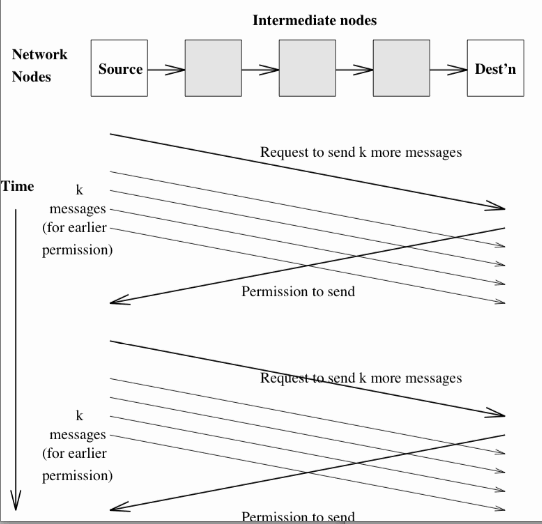 Intermediate nodes
Network
Nodes
Source
Dest'n
Request to send k more messages
Time
k
messages
(for earlier
permission)
Permission to send
Request to send k more messages
k
messages
(for earlier
permission)
Permission to send